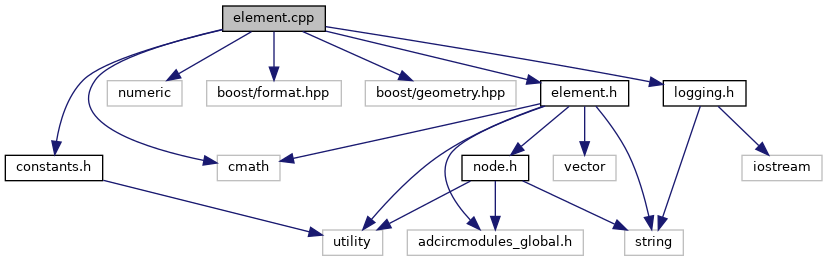 element.cpp
numeric
boost/format.hpp
boost/geometry.hpp
element.h
logging.h
constants.h
cmath
node.h
vector
iostream
utility
adcircmodules_global.h
string